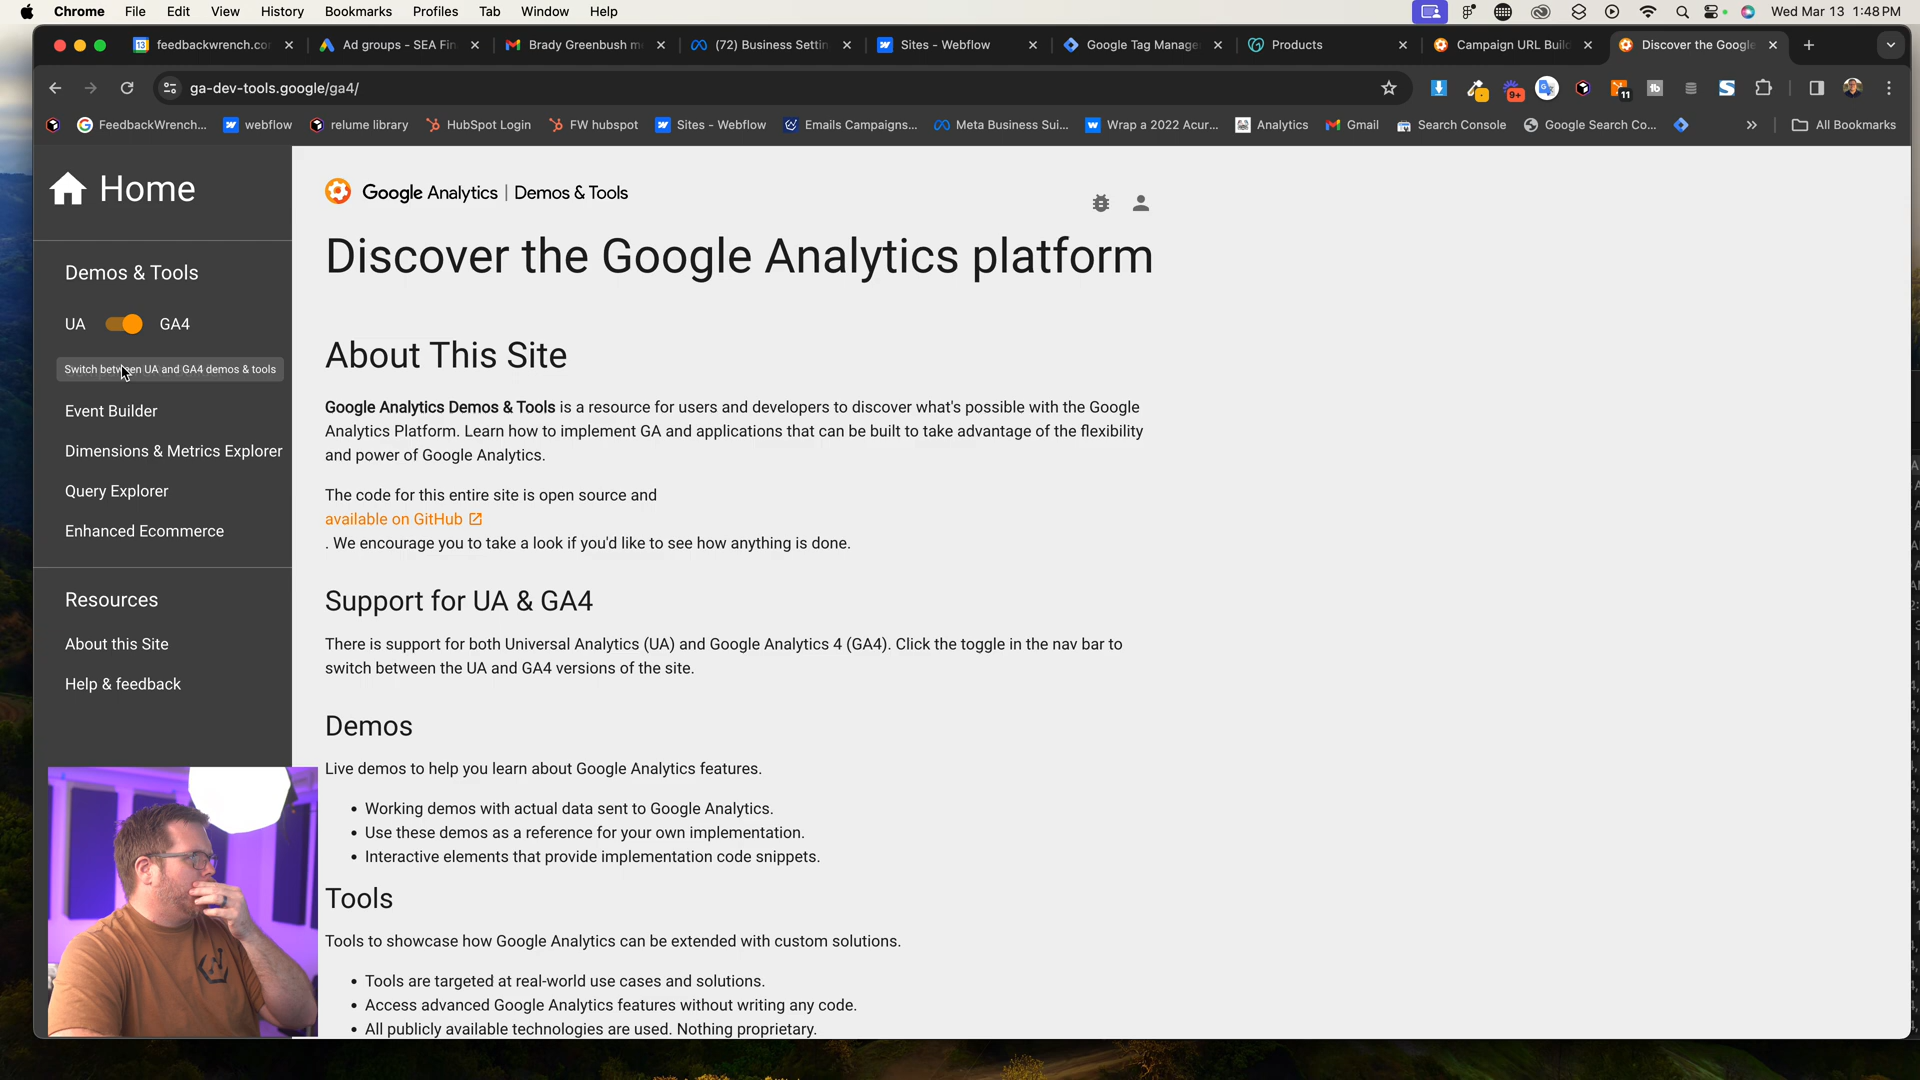 Chrome File Edit View History Bookmarks Profiles Tab Window Help
Wed Mar 13 1:48 PM
feedbackwrench.co
Ad groups - SEA Fin
Brady Greenbush m
(72) Business Settin
Sites - Webflow
Google Tag Manage
Products
Campaign URL Buil
Discover the Google
ga-dev-tools.google/ga4/
9+
11
FeedbackWrench...
webflow
relume library
HubSpot Login
FW hubspot
Sites - Webflow
Emails Campaigns...
Meta Business Sui...
Wrap a 2022 Acur...
Analytics
Gmail
Search Console
Google Search Co...
All Bookmarks
Home
Demos & Tools
UA GA4
Switch between UA and GA4 demos & tools
Event Builder
Dimensions & Metrics Explorer
Query Explorer
Enhanced Ecommerce
Resources
About this Site
Help & feedback
Google Analytics | Demos & Tools
Discover the Google Analytics platform
About This Site
Google Analytics Demos & Tools is a resource for users and developers to discover what's possible with the Google
Analytics Platform. Learn how to implement GA and applications that can be built to take advantage of the flexibility
and power of Google Analytics.
The code for this entire site is open source and
available on GitHub
. We encourage you to take a look if you'd like to see how anything is done.
Support for UA & GA4
There is support for both Universal Analytics (UA) and Google Analytics 4 (GA4). Click the toggle in the nav bar to
switch between the UA and GA4 versions of the site.
Demos
Live demos to help you learn about Google Analytics features.
• Working demos with actual data sent to Google Analytics.
• Use these demos as a reference for your own implementation.
• Interactive elements that provide implementation code snippets.
Tools
Tools to showcase how Google Analytics can be extended with custom solutions.
• Tools are targeted at real-world use cases and solutions.
• Access advanced Google Analytics features without writing any code.
• All publicly available technologies are used. Nothing proprietary.